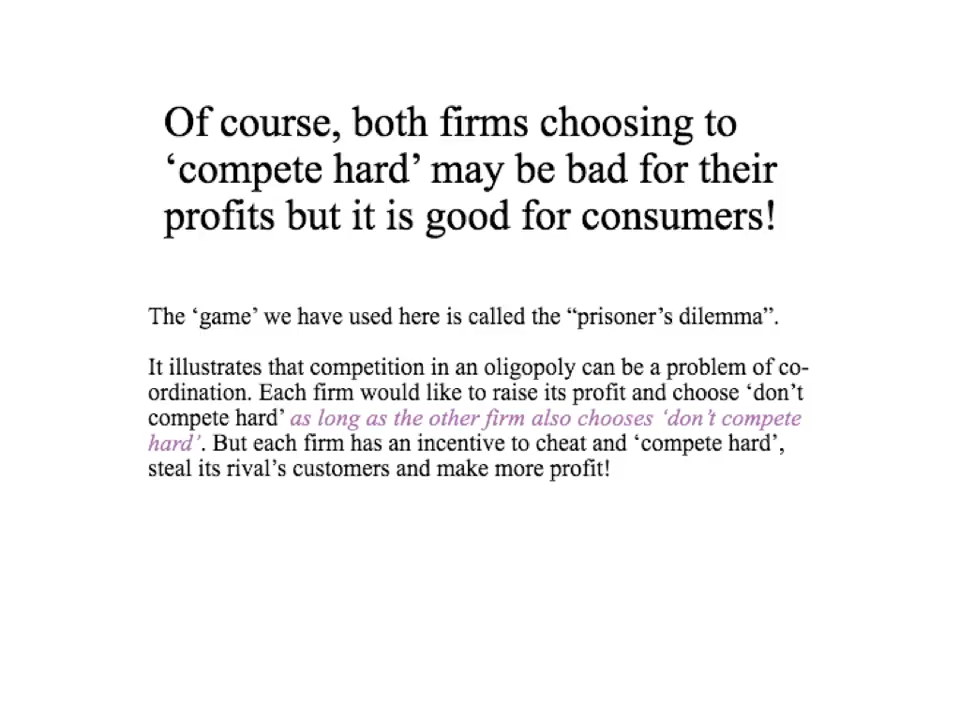 Of course, both firms choosing to
‘compete hard’ may be bad for their
profits but it is good for consumers!
The ‘game’ we have used here is called the “prisoner’s dilemma”.
It illustrates that competition in an oligopoly can be a problem of co-
ordination. Each firm would like to raise its profit and choose ‘don’t
compete hard’ as long as the other firm also chooses ‘don’t compete
hard’. But each firm has an incentive to cheat and ‘compete hard’,
steal its rival’s customers and make more profit!